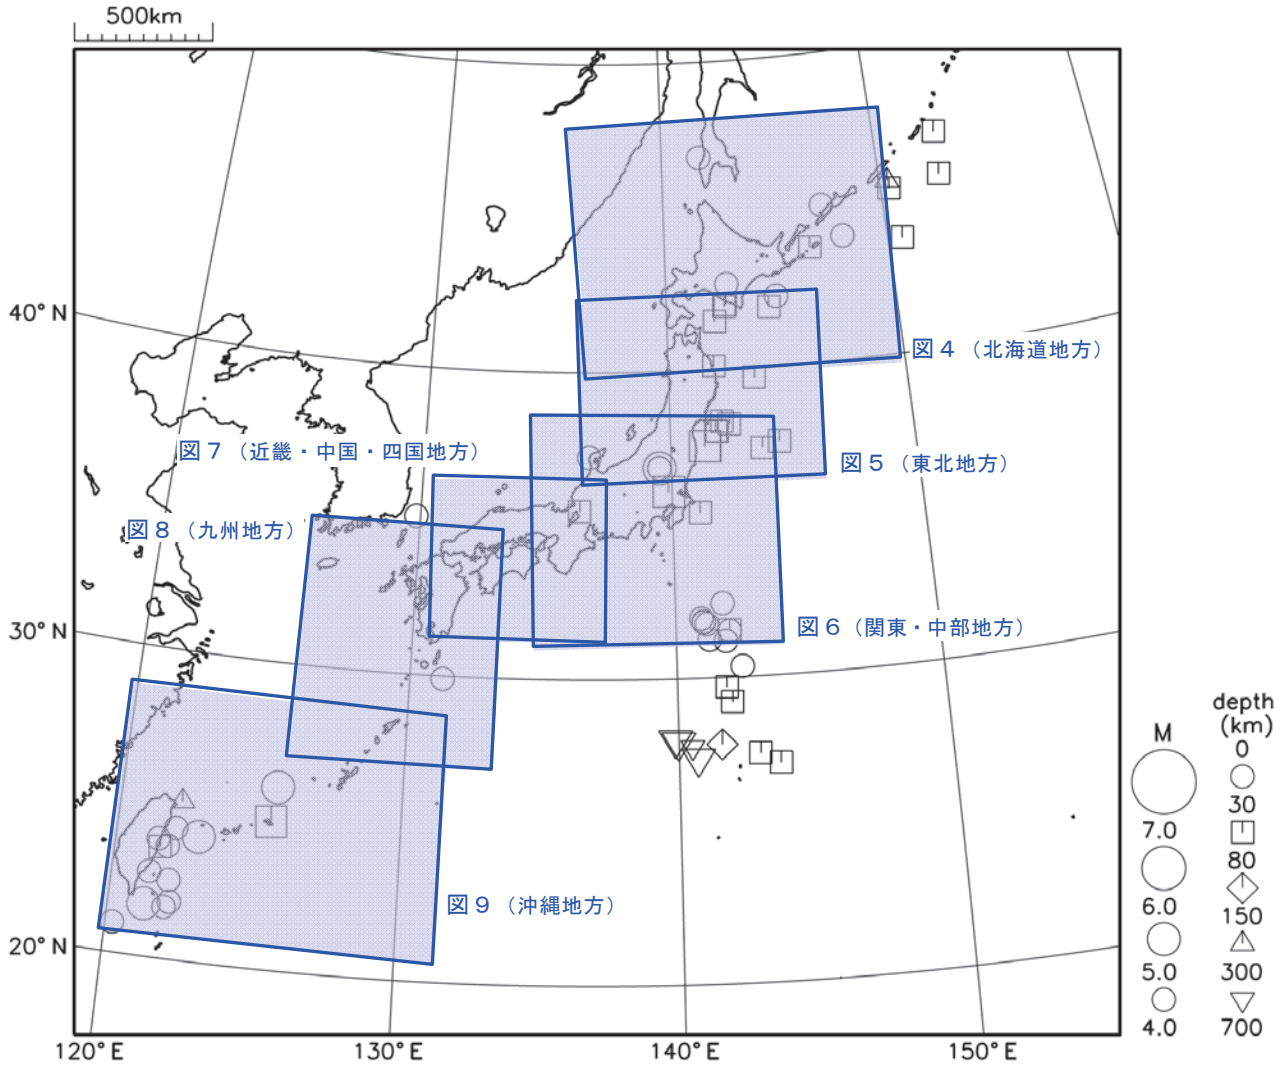 500km
40° N
図４（北海道地方）
図７（近畿・中国・四国地方）
図５（東北地方）
図８（九州地方）
30° N
図６（関東・中部地方）
図９（沖縄地方）
20° N
120° E
130° E
140° E
150° E
M
7.0
6.0
5.0
4.0
depth
(km)
0
30
80
150
300
700